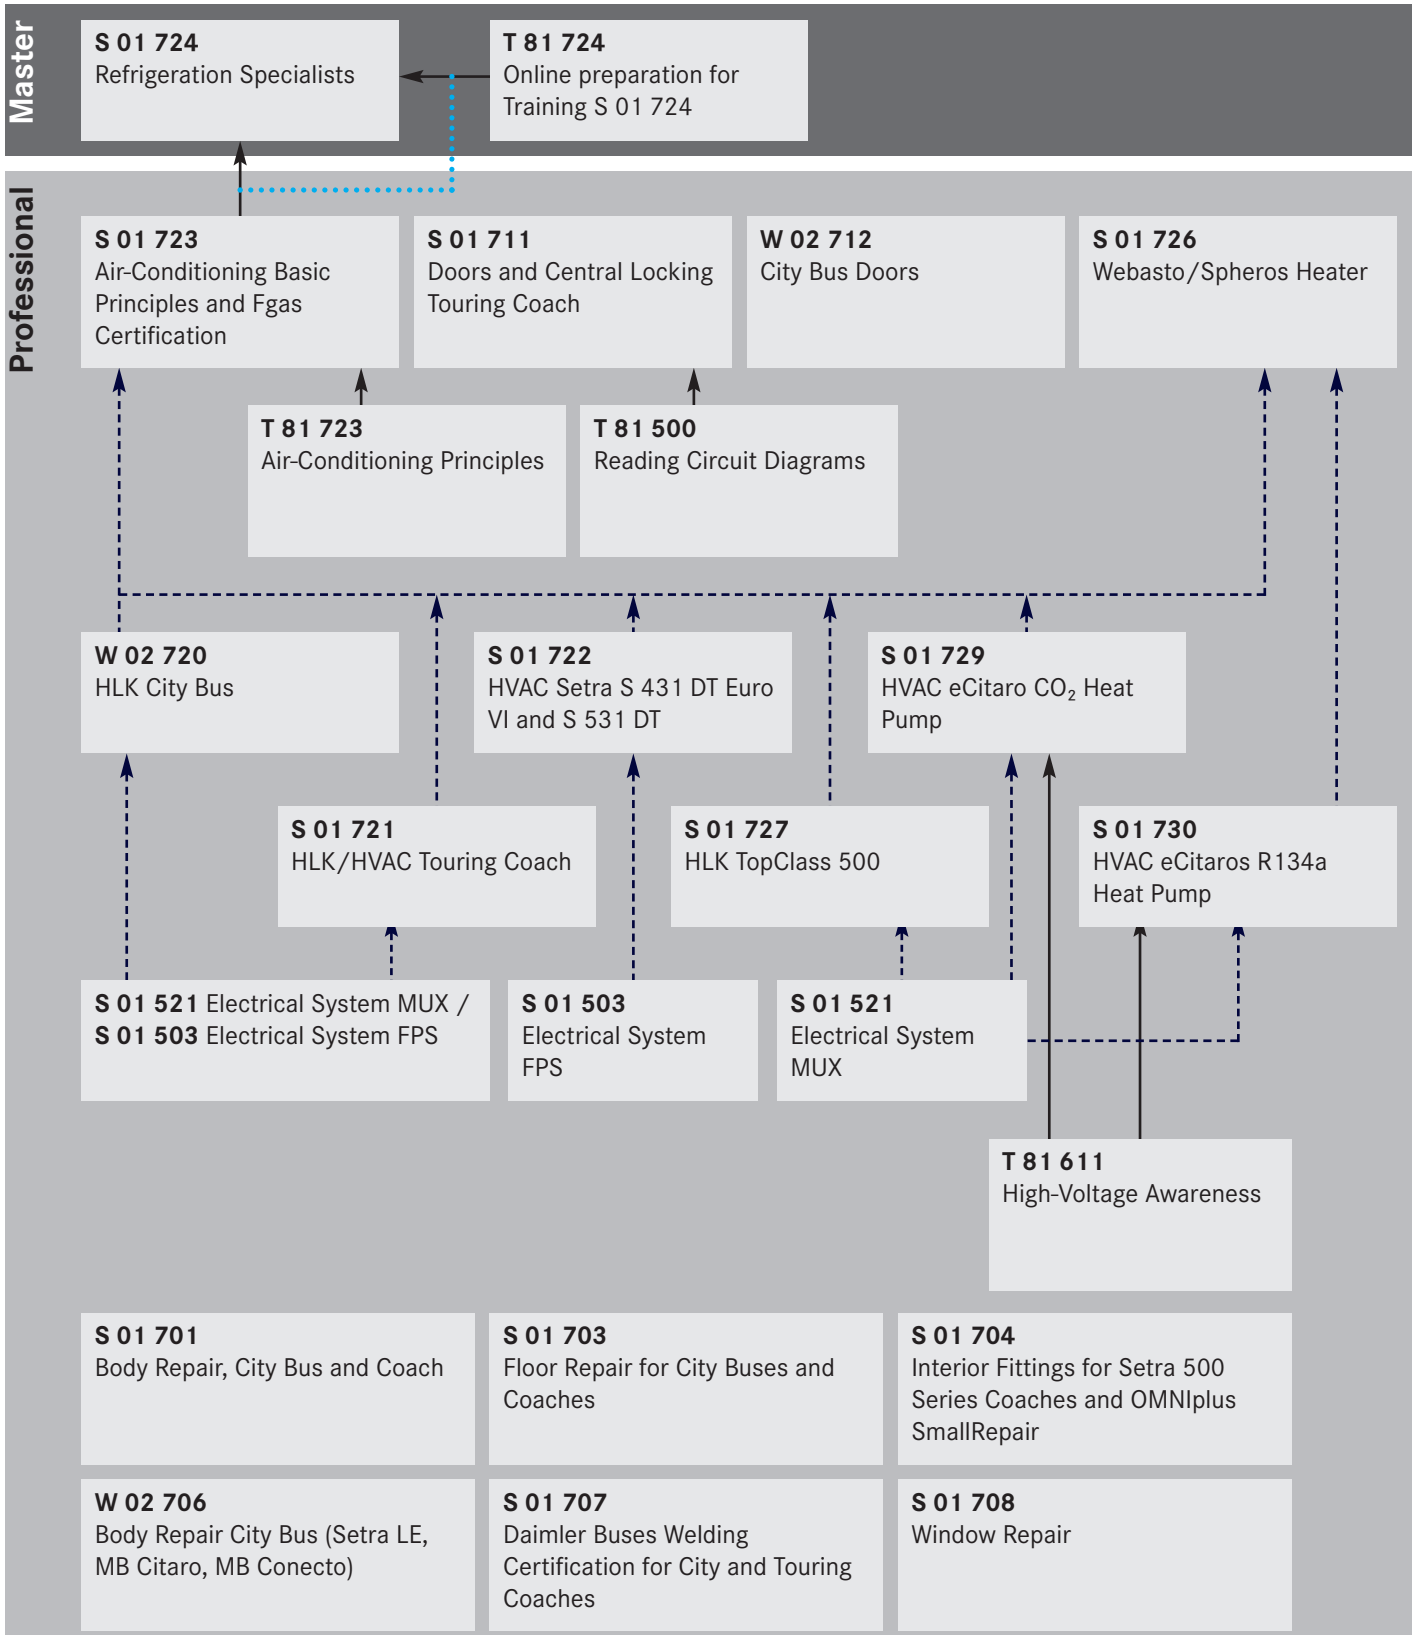 Master
S 01 724
Refrigeration Specialists
T 81 724
Online preparation for
Training S 01 724
Professional
S 01 723
Air-Conditioning Basic
Principles and Fgas
Certification
S 01 711
Doors and Central Locking
Touring Coach
W 02 712
City Bus Doors
S 01 726
Webasto/Spheros Heater
T 81 723
Air-Conditioning Principles
T 81 500
Reading Circuit Diagrams
W 02 720
HLK City Bus
S 01 722
HVAC Setra S 431 DT Euro
VI and S 531 DT
S 01 729
HVAC eCitaro CO₂ Heat
Pump
S 01 721
HLK/HVAC Touring Coach
S 01 727
HLK TopClass 500
S 01 730
HVAC eCitaros R134a
Heat Pump
S 01 521 Electrical System MUX /
S 01 503 Electrical System FPS
S 01 503
Electrical System
FPS
S 01 521
Electrical System
MUX
T 81 611
High-Voltage Awareness
S 01 701
Body Repair, City Bus and Coach
S 01 703
Floor Repair for City Buses and
Coaches
S 01 704
Interior Fittings for Setra 500
Series Coaches and OMNIplus
SmallRepair
W 02 706
Body Repair City Bus (Setra LE,
MB Citaro, MB Conecto)
S 01 707
Daimler Buses Welding
Certification for City and Touring
Coaches
S 01 708
Window Repair